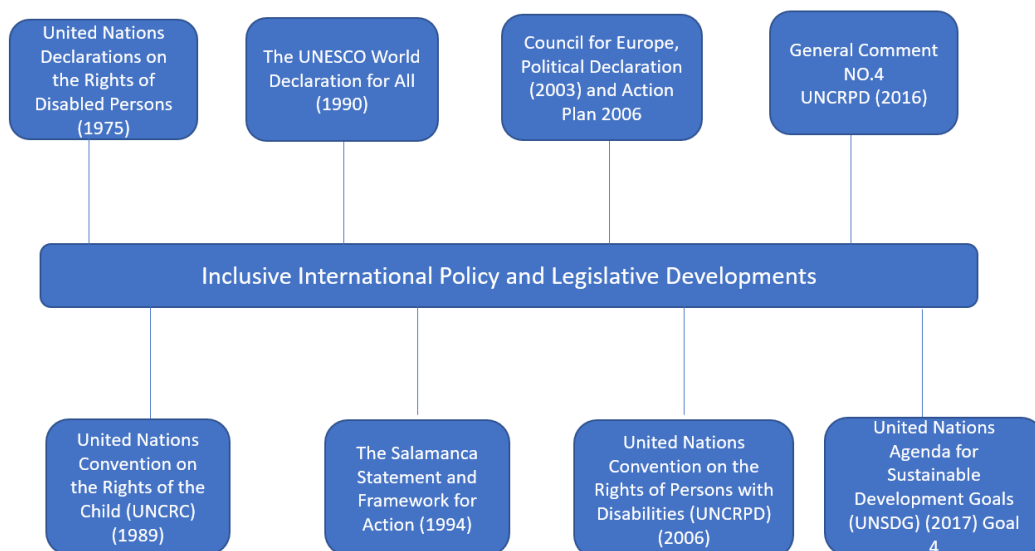 United Nations
Declarations on
the Rights of
Disabled Persons
(1975)
The UNESCO World
Declaration for All
(1990)
Council for Europe,
Political Declaration
(2003) and Action
Plan 2006
General Comment
NO.4
UNCRPD (2016)
Inclusive International Policy and Legislative Developments
United Nations
Convention on
the Rights of the
Child (UNCRC)
(1989)
The Salamanca
Statement and
Framework for
Action (1994)
United Nations
Convention on the
Rights of Persons with
Disabilities (UNCRPD)
(2006)
United Nations
Agenda for
Sustainable
Development Goals
(UNSDG) (2017) Goal
4